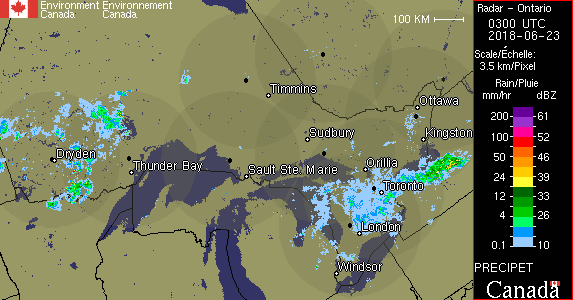 Environment Environnement
Canada Canada
100 KM
Timmins
Ottawa
Sudbury
Kingston
Dryden
Thunder Bay
Sault Ste. Marie
Orillia
Toronto
London
Windsor
Radar - Ontario
0300 UTC
2018-06-23
Scale/Échelle:
3.5 km/Pixel
Rain/Pluie
mm/hr dBZ
200 61
100 52
50 46
24 39
12 33
4 26
0.1 10
PRECIPET
Canada